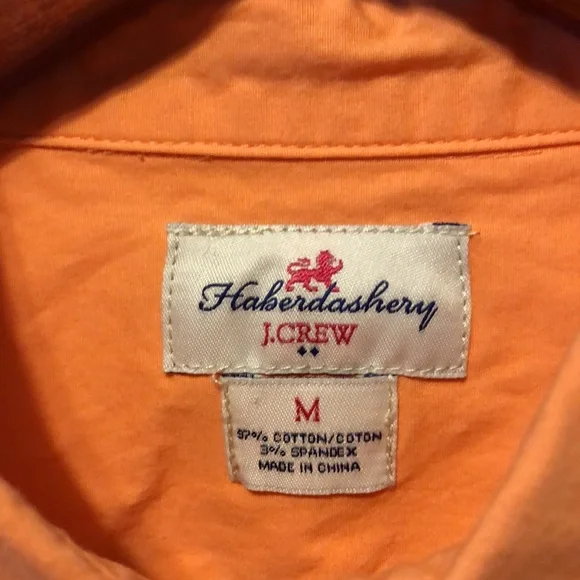 Haberdashery
J.CREW
M
97% COTTON/COTON
3% SPANDEX
MADE IN CHINA